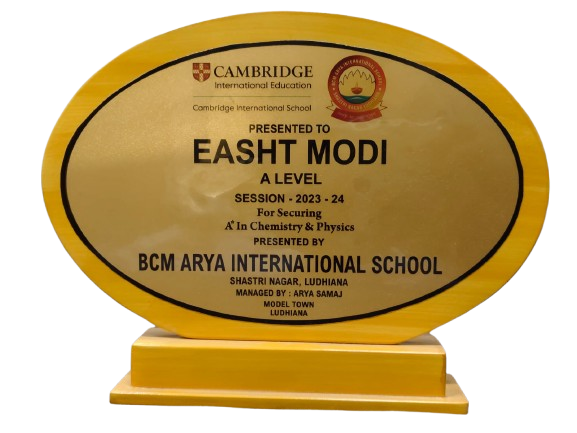 CAMBRIDGE
International Education
Cambridge International School
PRESENTED TO
EASHT MODI
A LEVEL
SESSION - 2023 - 24
For Securing
A* In Chemistry & Physics
PRESENTED BY
BCM ARYA INTERNATIONAL SCHOOL
SHASTRI NAGAR, LUDHIANA
MANAGED BY : ARYA SAMAJ
MODEL TOWN
LUDHIANA